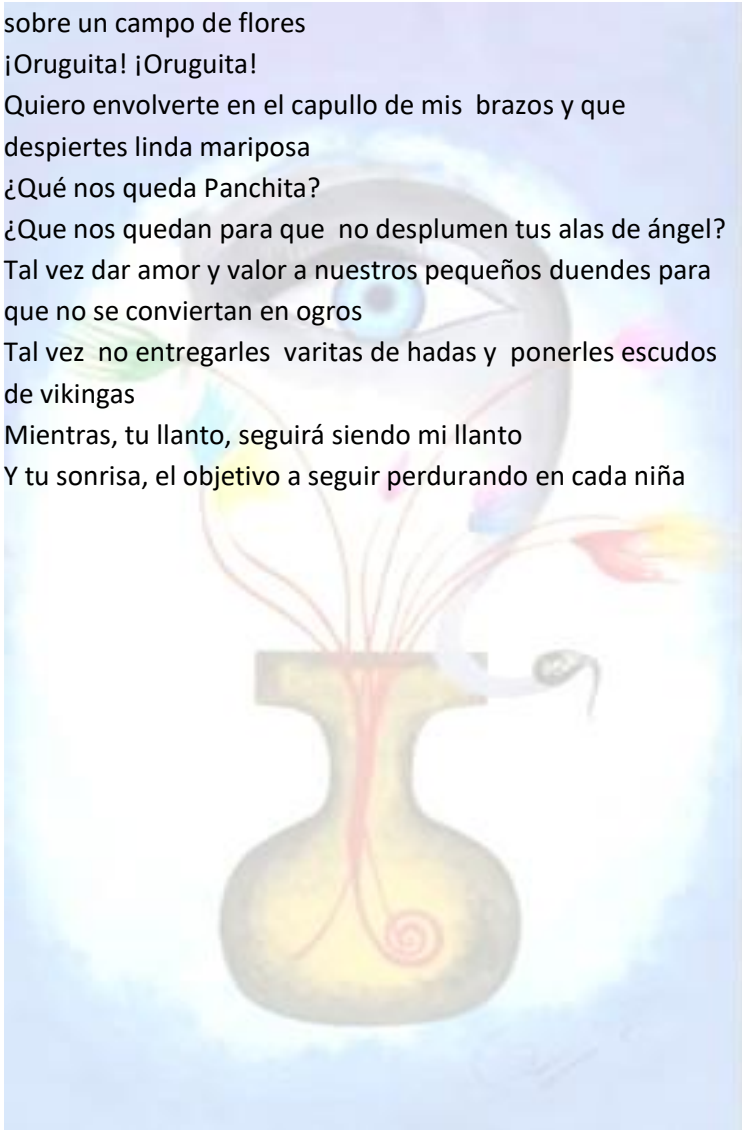 sobre un campo de flores
¡Oruguita! ¡Oruguita!
Quiero envolverte en el capullo de mis  brazos y que
despiertes linda mariposa
¿Qué nos queda Panchita?
¿Que nos quedan para que  no desplumen tus alas de ángel?
Tal vez dar amor y valor a nuestros pequeños duendes para
que no se conviertan en ogros
Tal vez  no entregarles  varitas de hadas y  ponerles escudos
de vikingas
Mientras, tu llanto, seguirá siendo mi llanto
Y tu sonrisa, el objetivo a seguir perdurando en cada niña